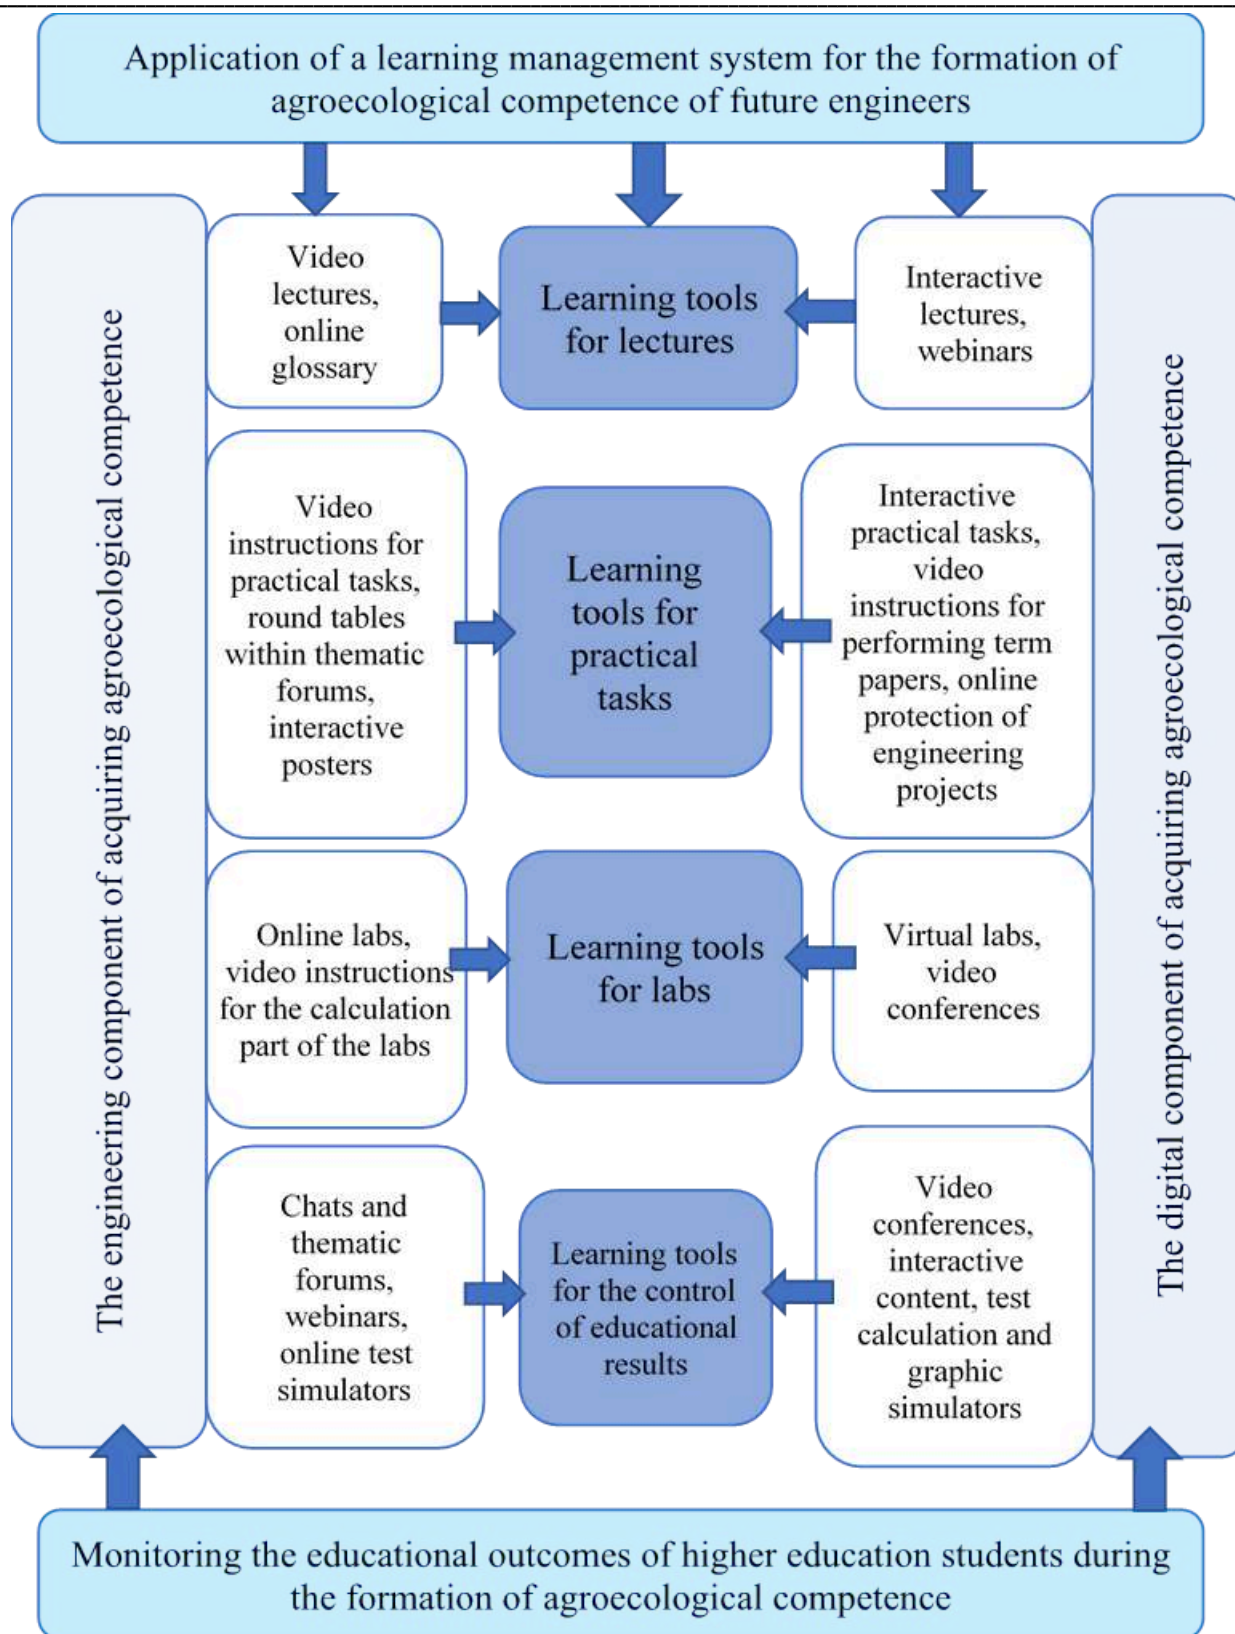 Application of a learning management system for the formation of
agroecological competence of future engineers
The engineering component of acquiring agroecological competence
Video
lectures,
online
glossary
Learning tools
for lectures
Interactive
lectures,
webinars
Video
instructions for
practical tasks,
round tables
within thematic
forums,
interactive
posters
Learning
tools for
practical
tasks
Interactive
practical tasks,
video
instructions for
performing term
papers, online
protection of
engineering
projects
Online labs,
video instructions
for the calculation
part of the labs
Learning tools
for labs
Virtual labs,
video
conferences
Chats and
thematic
forums,
webinars,
online test
simulators
Learning tools
for the control
of educational
results
Video
conferences,
interactive
content, test
calculation and
graphic
simulators
The digital component of acquiring agroecological competence
Monitoring the educational outcomes of higher education students during
the formation of agroecological competence